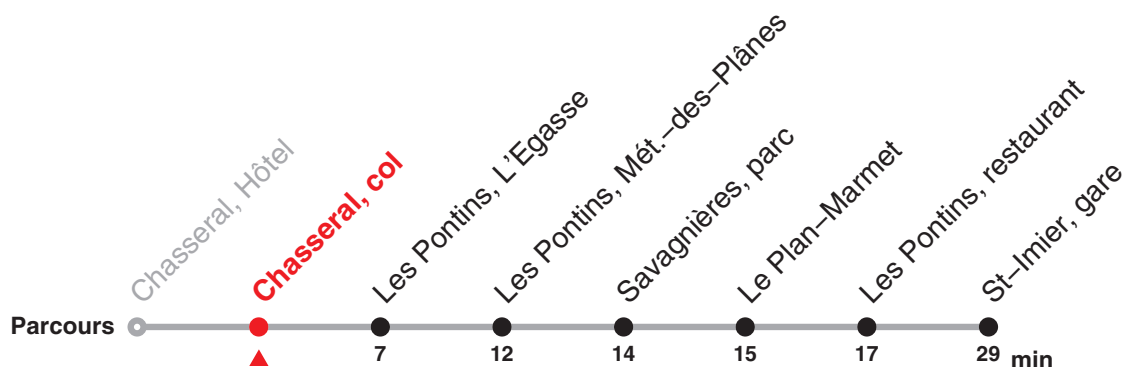 Chasseral, Hôtel
Chasseral, col
Les Pontins, L'Egasse
Les Pontins, Mét.–des–Plânes
Savagnières, parc
Le Plan–Marmet
Les Pontins, restaurant
St–Imier, gare
Parcours
7 12 14 15 17 29 min